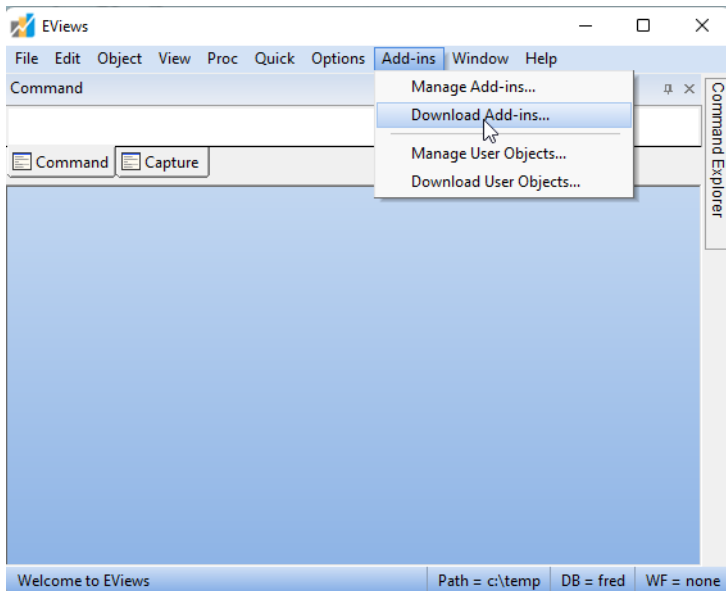 EViews
File Edit Object View Proc Quick Options Add-ins Window Help
Command
Manage Add-ins...
Download Add-ins...
Manage User Objects...
Download User Objects...
Command Capture
Command Explorer
Welcome to EViews Path = c:\temp DB = fred WF = none